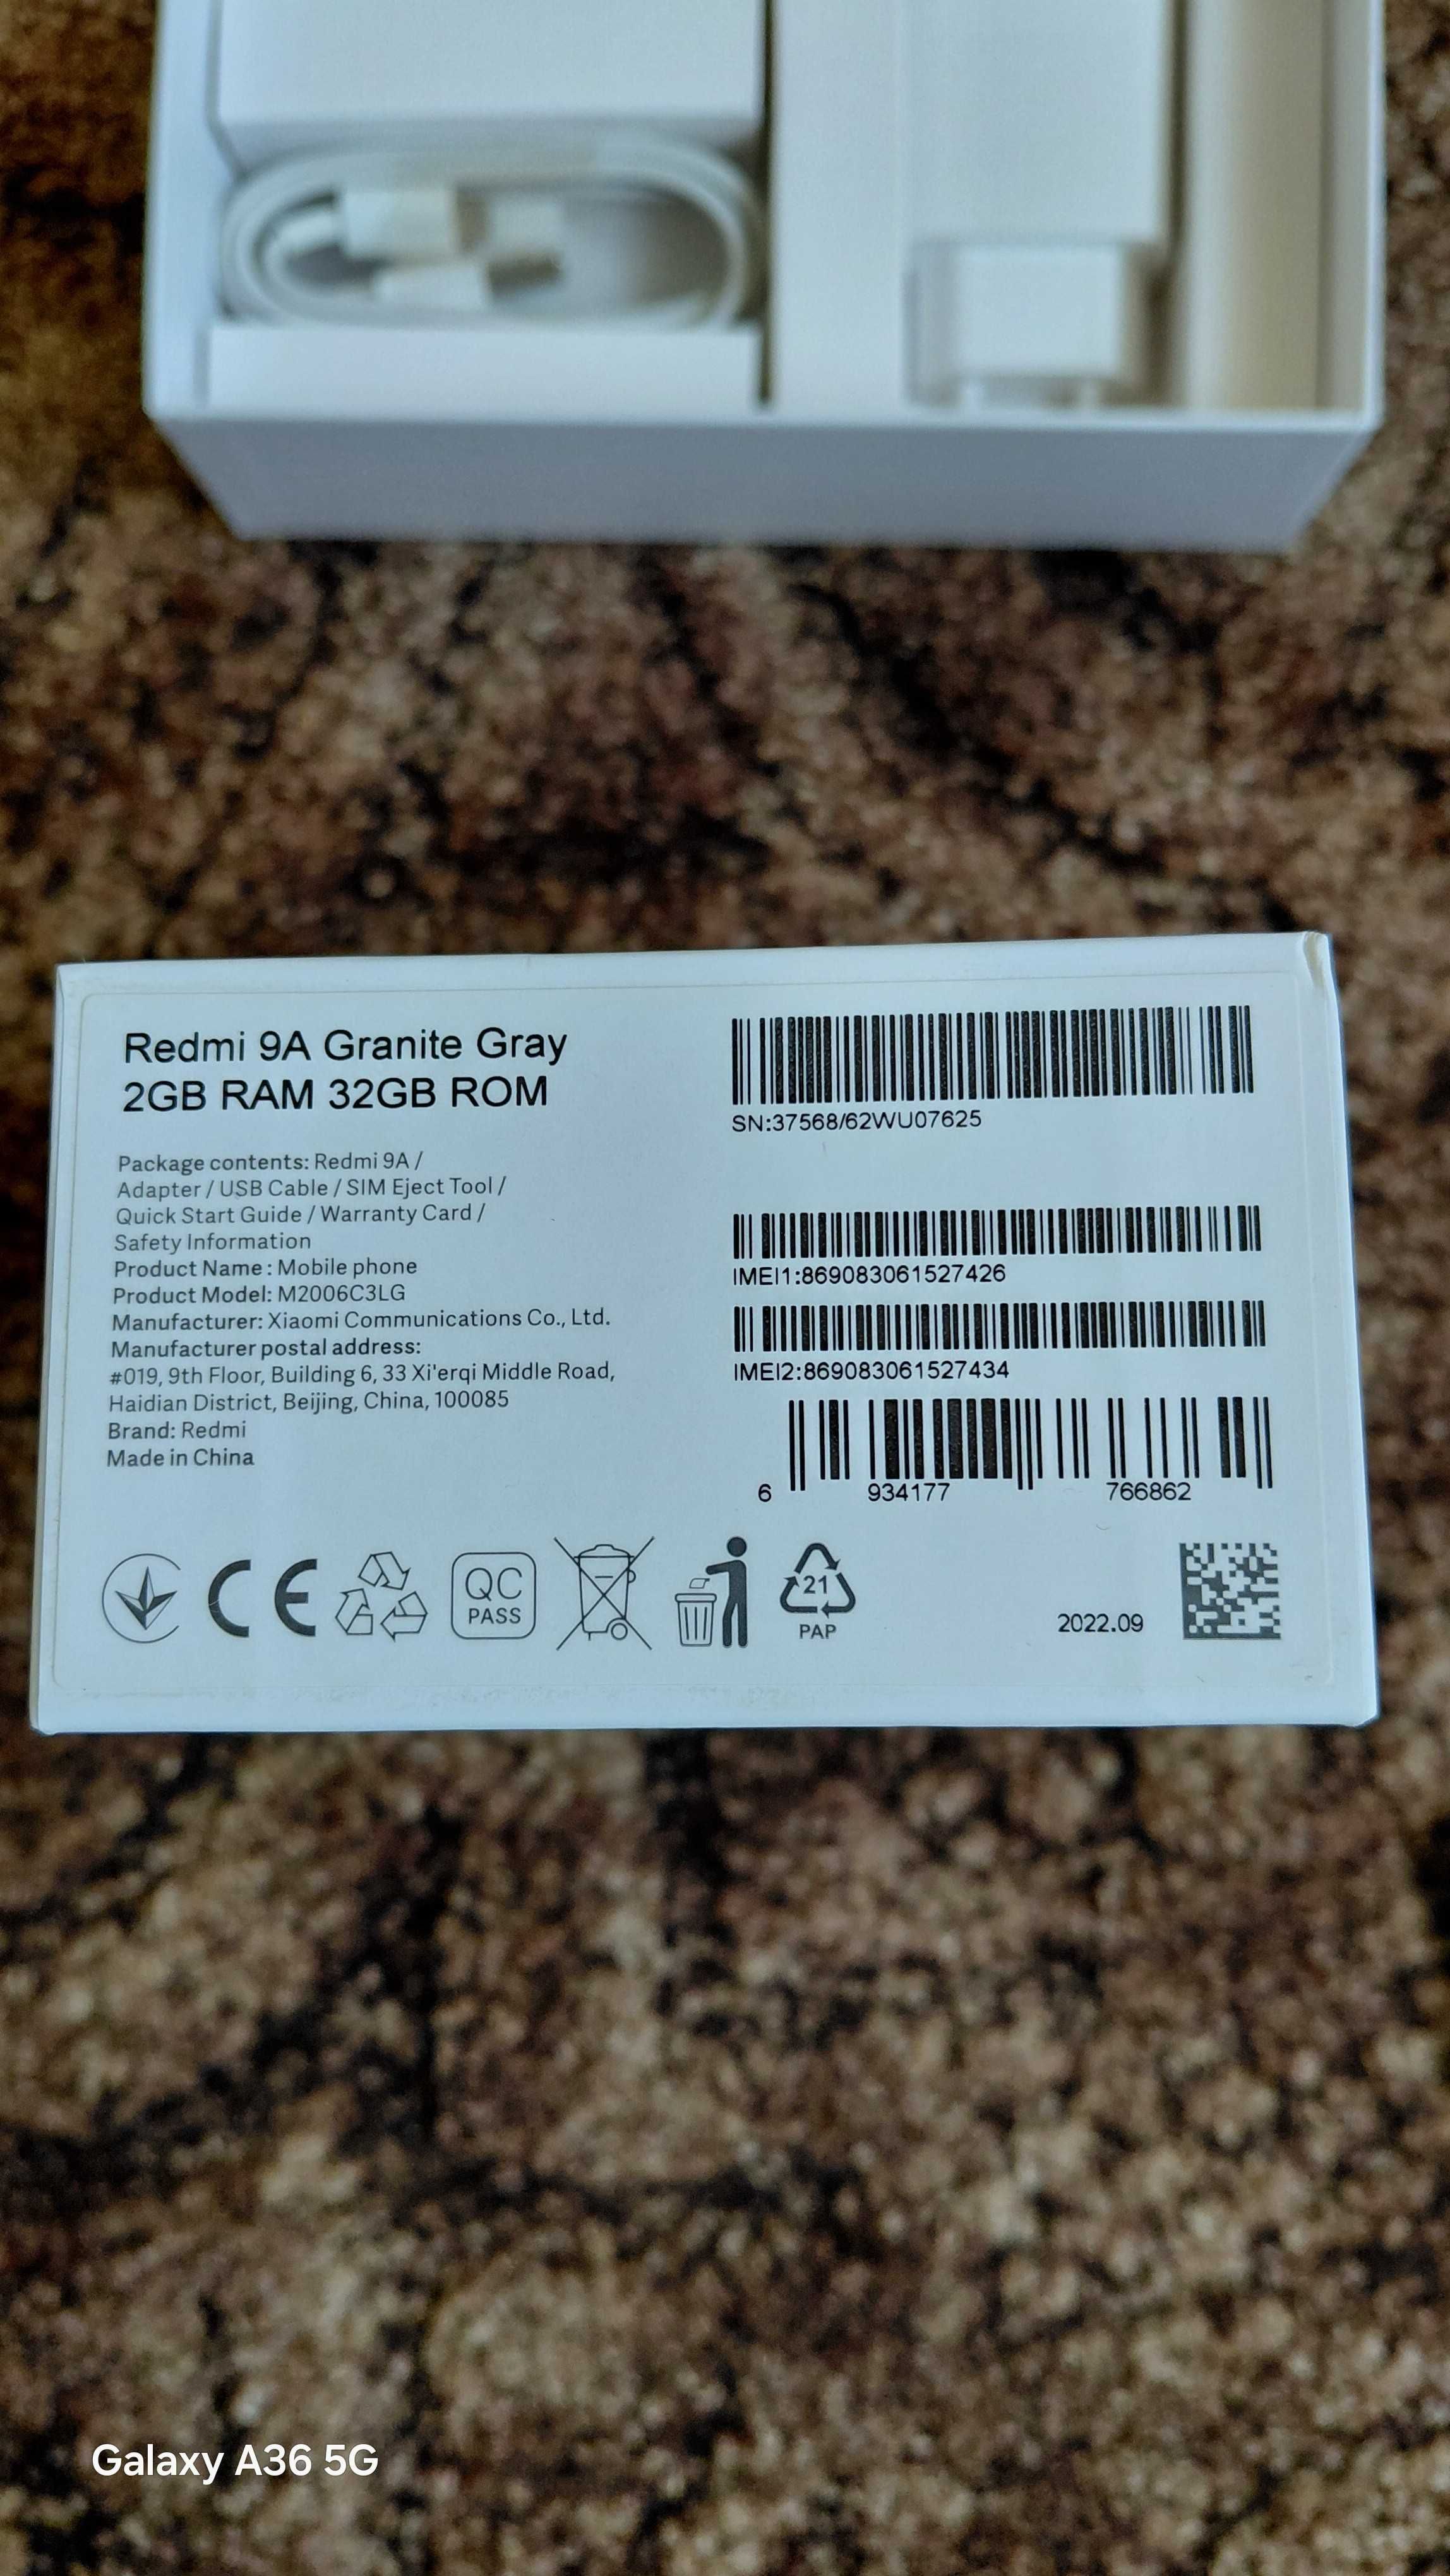 Redmi 9A Granite Gray
2GB RAM 32GB ROM
Package contents: Redmi 9A /
Adapter / USB Cable / SIM Eject Tool /
Quick Start Guide / Warranty Card /
Safety Information
Product Name : Mobile phone
Product Model: M2006C3LG
Manufacturer: Xiaomi Communications Co., Ltd.
Manufacturer postal address:
#019, 9th Floor, Building 6, 33 Xi'erqi Middle Road,
Haidian District, Beijing, China, 100085
Brand: Redmi
Made in China
SN:37568/62WU07625
IMEI1:869083061527426
IMEI2:869083061527434
6 934177 766862
CE
QC
PASS
21
PAP
2022.09
Galaxy A36 5G